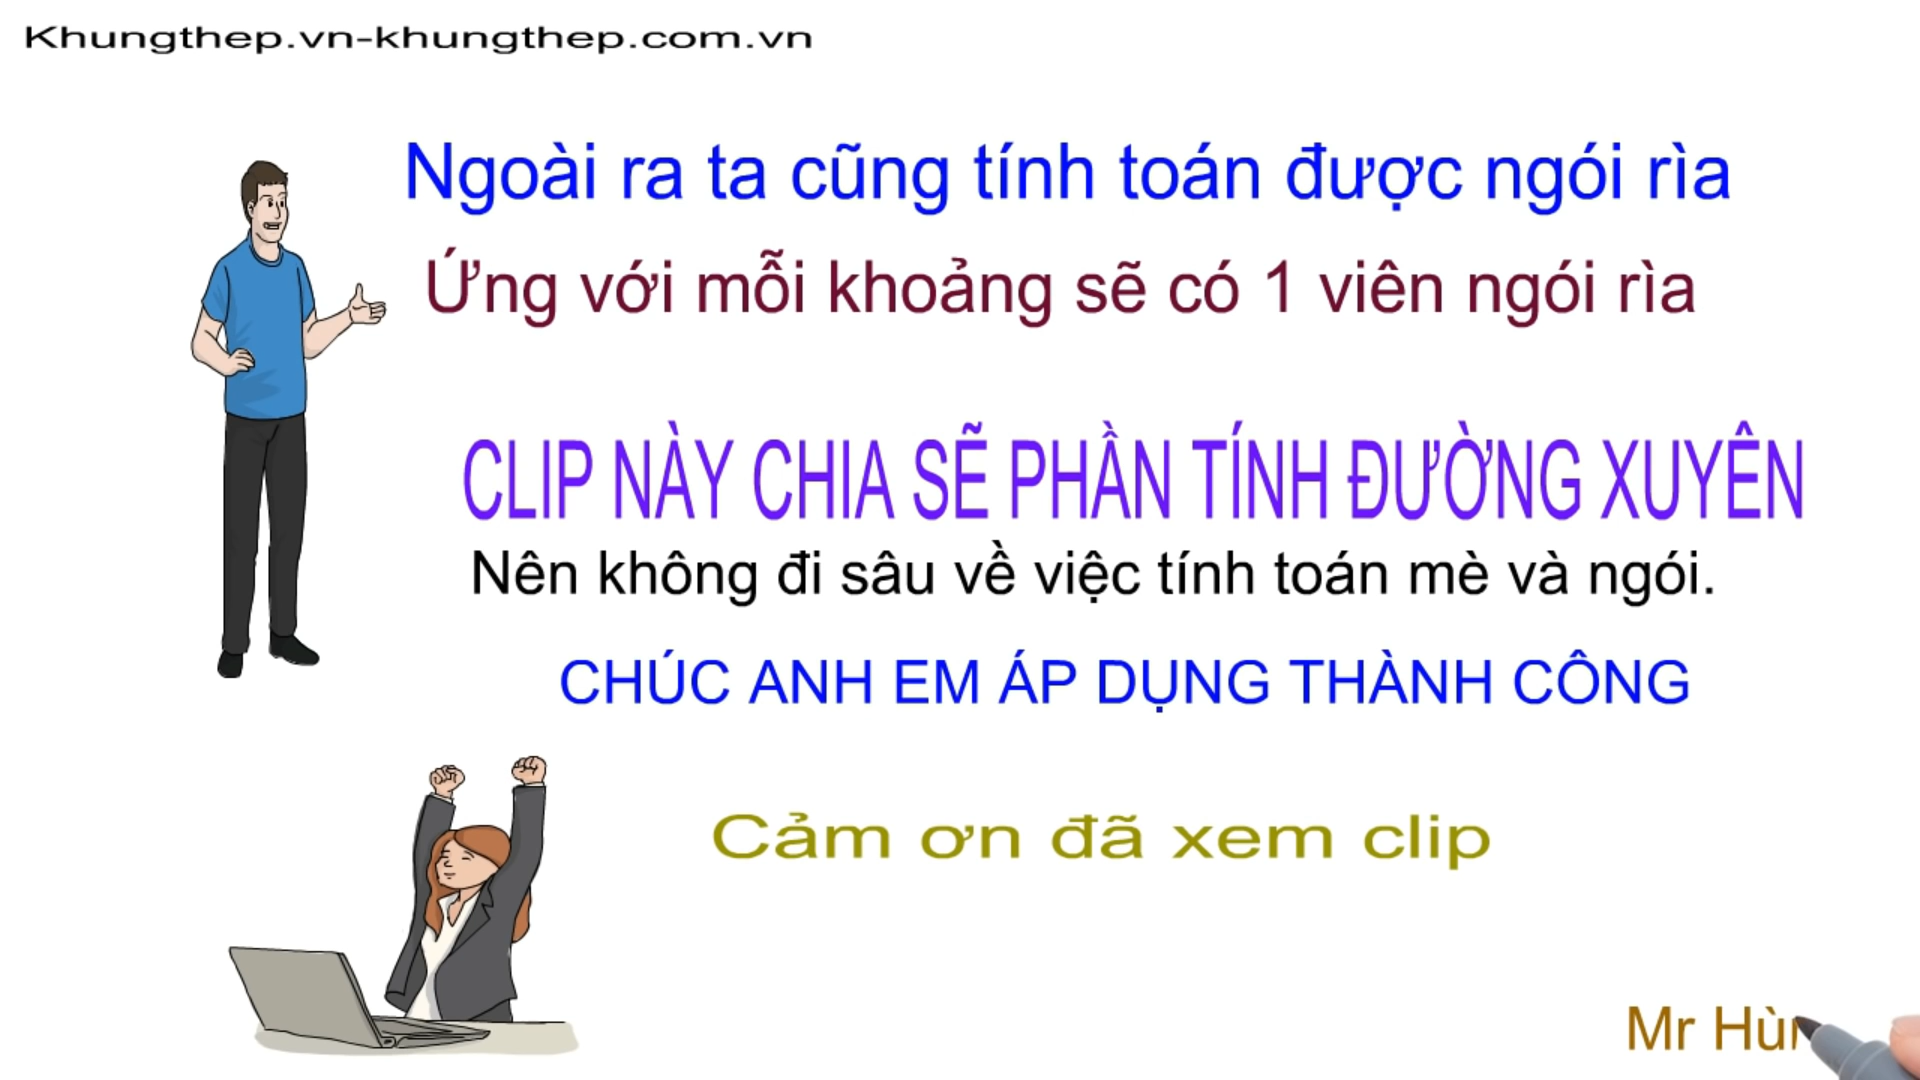 Khungthep.vn-khungthep.com.vn
Ngoài ra ta cũng tính toán được ngói rìa
Ứng với mỗi khoảng sẽ có 1 viên ngói rìa
CLIP NÀY CHIA SẼ PHẦN TÍNH ĐƯỜNG XUYÊN
Nên không đi sâu về việc tính toán mè và ngói.
CHÚC ANH EM ÁP DỤNG THÀNH CÔNG
Cảm ơn đã xem clip
Mr